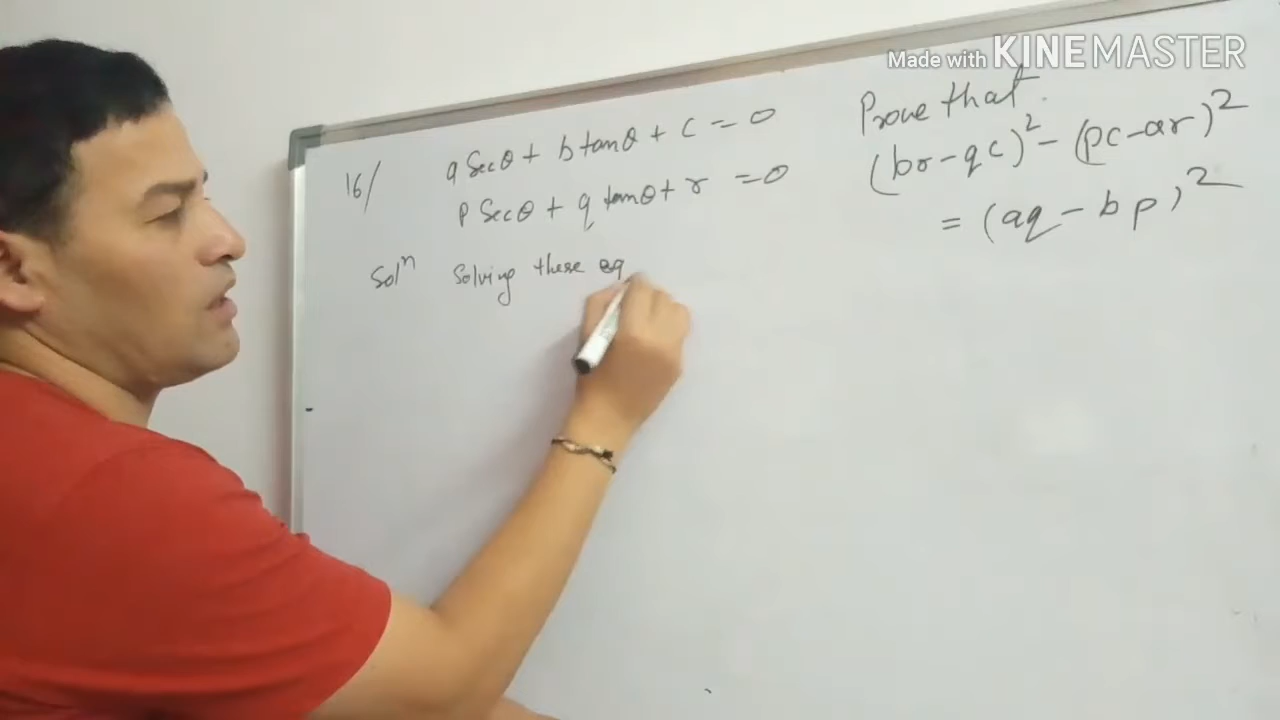 Made with KINEMASTER
16/ a Secθ + b tanθ + c = 0
p Secθ + q tanθ + r = 0
Prove that.
(br - qc)² - (pc - ar)²
= (aq - bp)²
Solⁿ Solving these eq